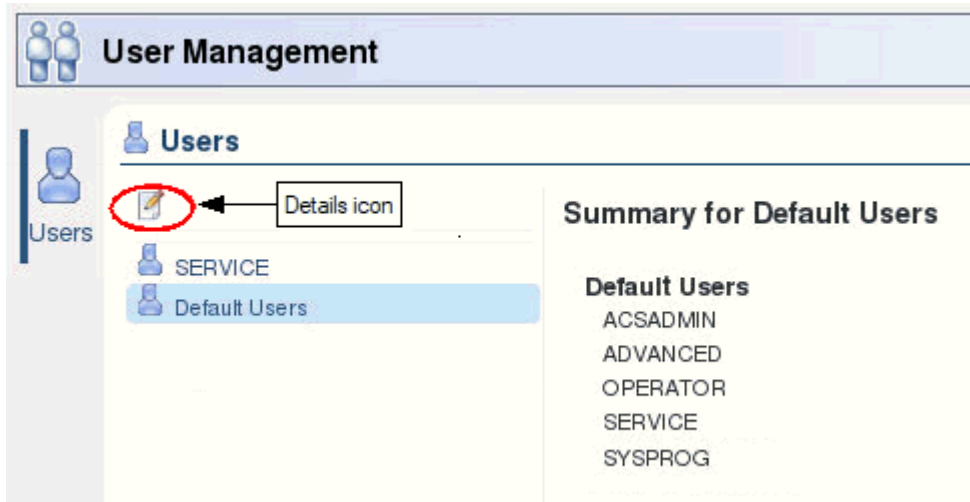 User Management
Users
Users
Details icon
SERVICE
Default Users
Summary for Default Users
Default Users
ACSADMIN
ADVANCED
OPERATOR
SERVICE
SYSPROG